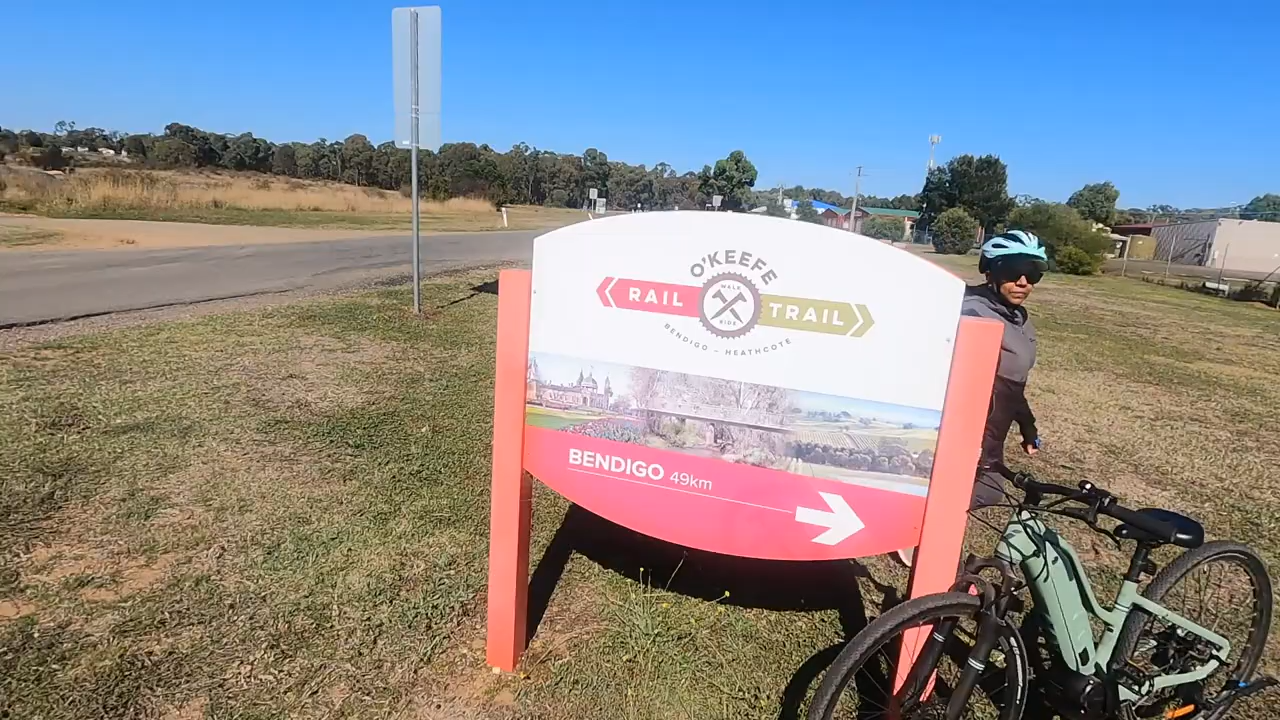 O'KEEFE
RAIL TRAIL
WALK
RIDE
BENDIGO – HEATHCOTE
BENDIGO 49km